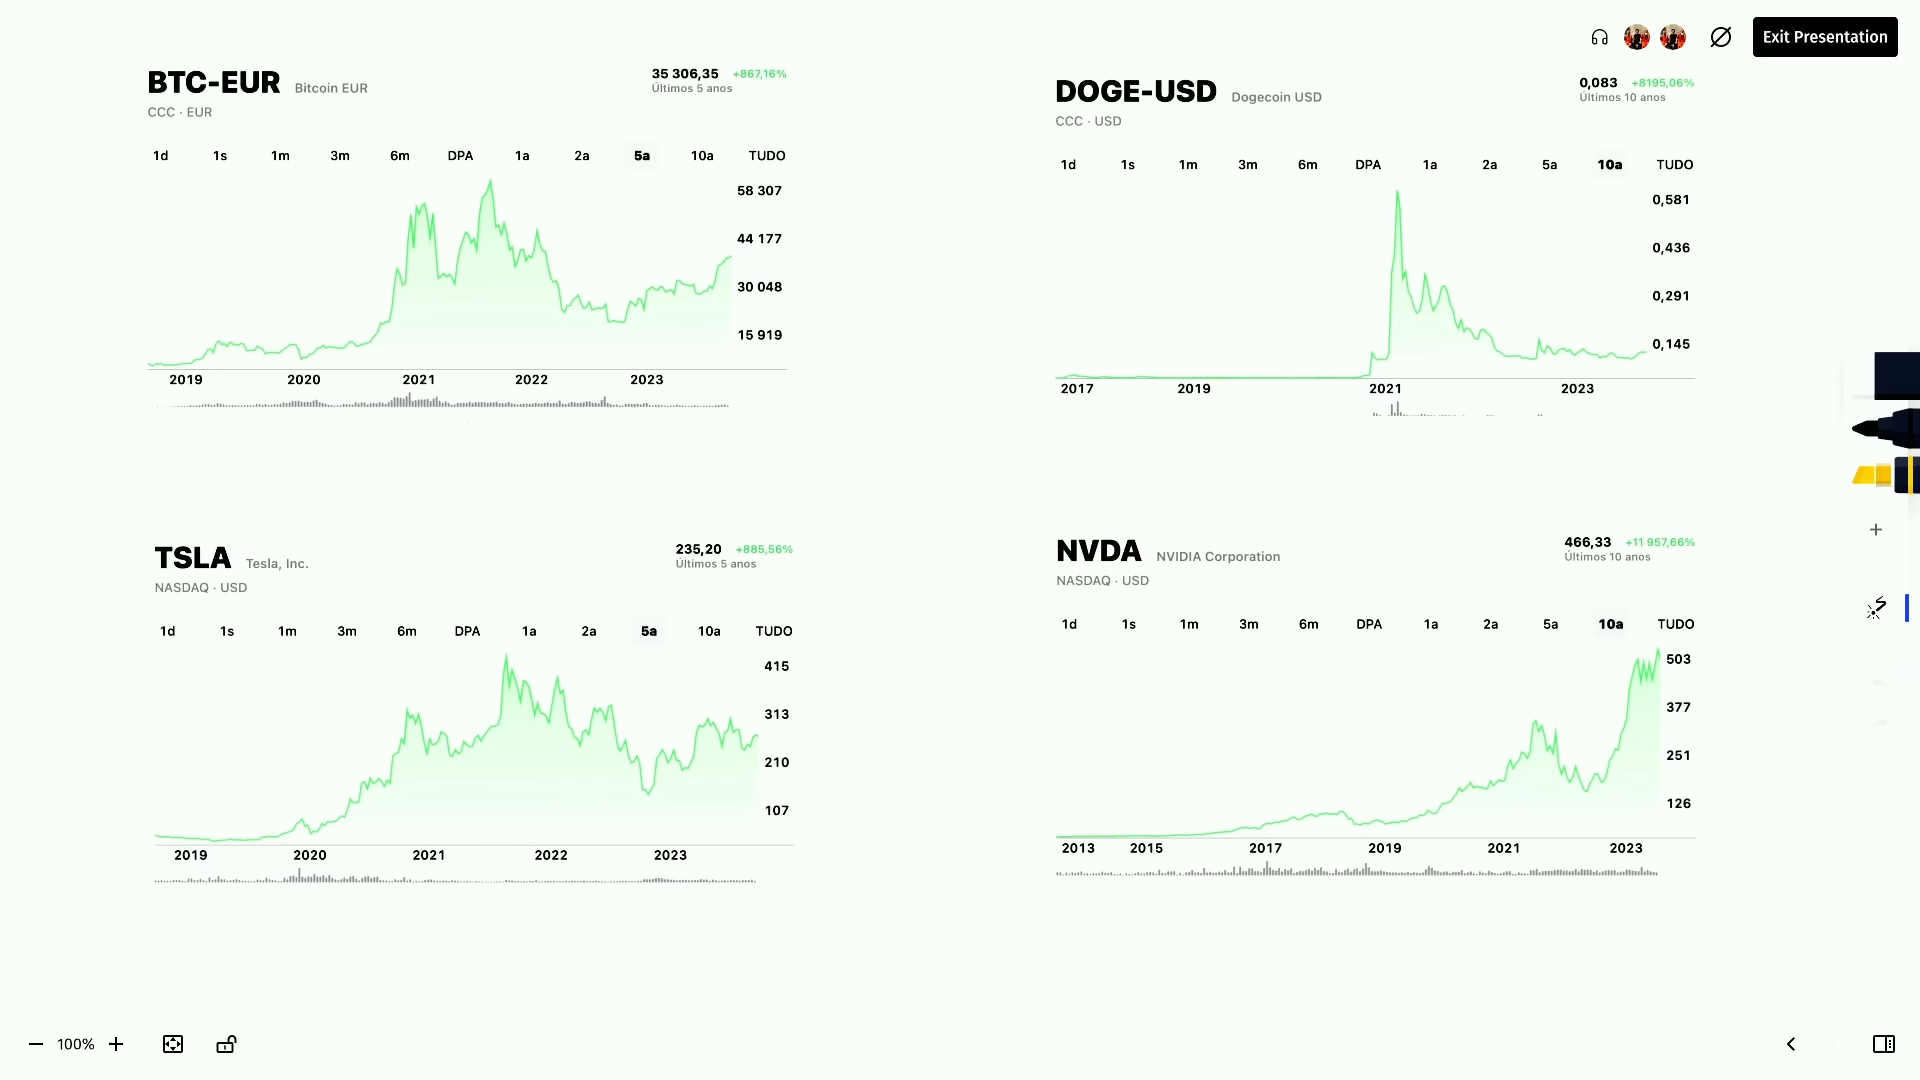 Exit Presentation
BTC-EUR Bitcoin EUR
35 306,35 +867,16%
Últimos 5 anos
CCC · EUR
1d 1s 1m 3m 6m DPA 1a 2a 5a 10a TUDO
58 307
44 177
30 048
15 919
2019 2020 2021 2022 2023
DOGE-USD Dogecoin USD
0,083 +8195,06%
Últimos 10 anos
CCC · USD
1d 1s 1m 3m 6m DPA 1a 2a 5a 10a TUDO
0,581
0,436
0,291
0,145
2017 2019 2021 2023
TSLA Tesla, Inc.
235,20 +885,56%
Últimos 5 anos
NASDAQ · USD
1d 1s 1m 3m 6m DPA 1a 2a 5a 10a TUDO
415
313
210
107
2019 2020 2021 2022 2023
NVDA NVIDIA Corporation
466,33 +11 957,66%
Últimos 10 anos
NASDAQ · USD
1d 1s 1m 3m 6m DPA 1a 2a 5a 10a TUDO
503
377
251
126
2013 2015 2017 2019 2021 2023
100%